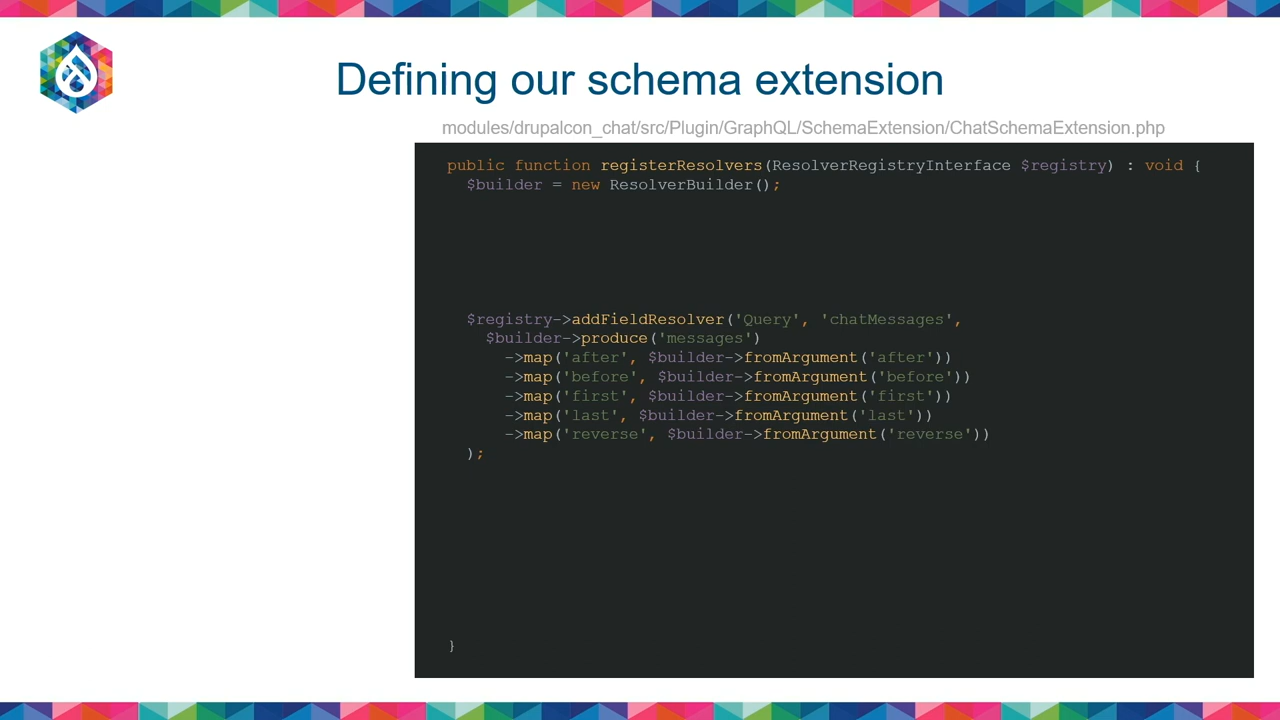 Defining our schema extension
modules/drupalcon_chat/src/Plugin/GraphQL/SchemaExtension/ChatSchemaExtension.php
public function registerResolvers(ResolverRegistryInterface $registry) : void {
$builder = new ResolverBuilder();
$registry->addFieldResolver('Query', 'chatMessages',
$builder->produce('messages')
->map('after', $builder->fromArgument('after'))
->map('before', $builder->fromArgument('before'))
->map('first', $builder->fromArgument('first'))
->map('last', $builder->fromArgument('last'))
->map('reverse', $builder->fromArgument('reverse'))
);
}